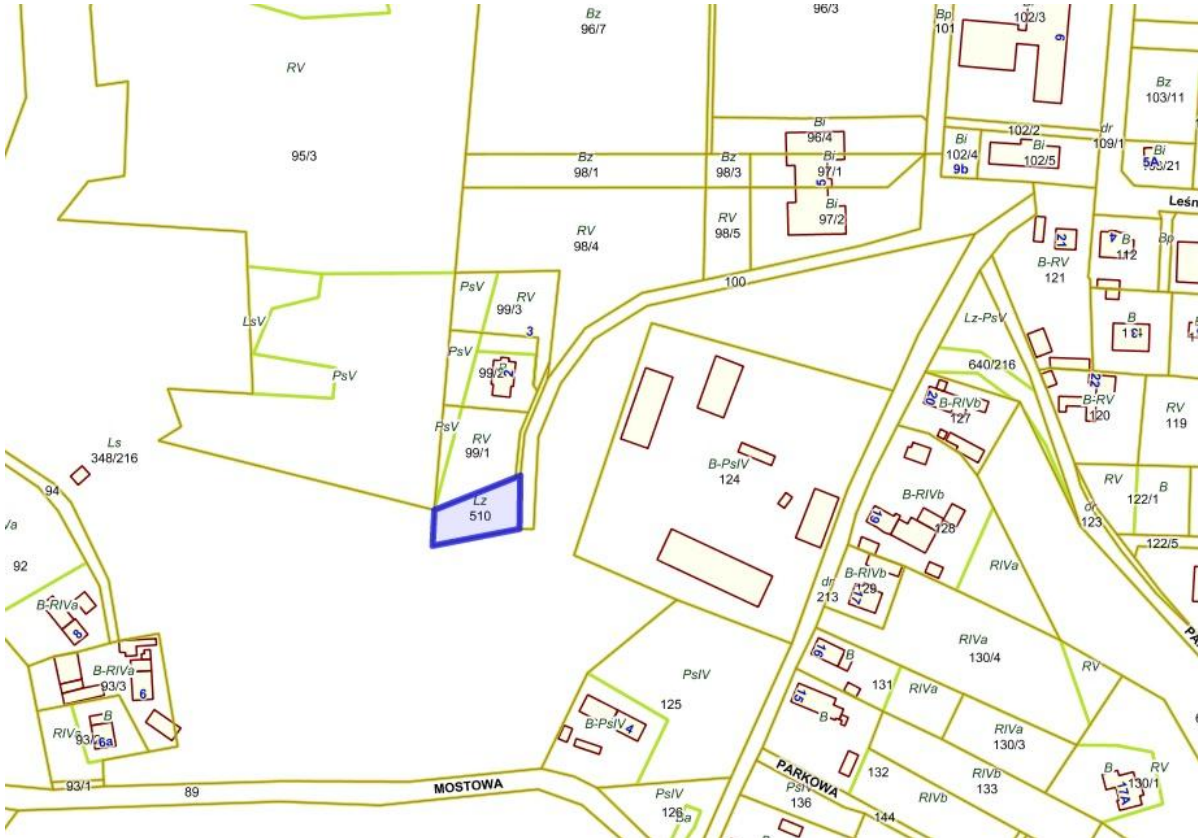 Bz
96/7
96/3
Bp
101
102/3
6
RV
95/3
Bz
103/11
Bi
96/4
102/2
dr
109/1
Bi
102/4
9b
Bi
102/5
Bi
5A
Bz
98/1
Bz
98/3
Bi
97/1
5
Bi
97/2
RV
98/4
RV
98/5
Leśn
21
B-RV
121
4
B
112
Bp
100
PsV
RV
99/3
3
LsV
Lz-PsV
B
13
PsV
99/2
2
640/216
PsV
22
B-RV
120
20
B-RIVb
127
RV
119
PsV
RV
99/1
Ls
348/216
B-PsIV
124
94
Lz
510
RV
122/1
B
B-RIVb
128
19
123
122/5
92
RIVa
B-RIVb
129
17
dr
213
B-RIVa
8
RIVa
130/4
RV
16
B
B-RIVa
93/3
6
PsIV
125
131
RIVa
15
B
B
6a
B-PsIV
4
RIVa
130/3
93/1
89
MOSTOWA
PARKOWA
132
RIVb
133
RIVb
B
RV
130/1
17A
PsIV
126
PsIV
136
144